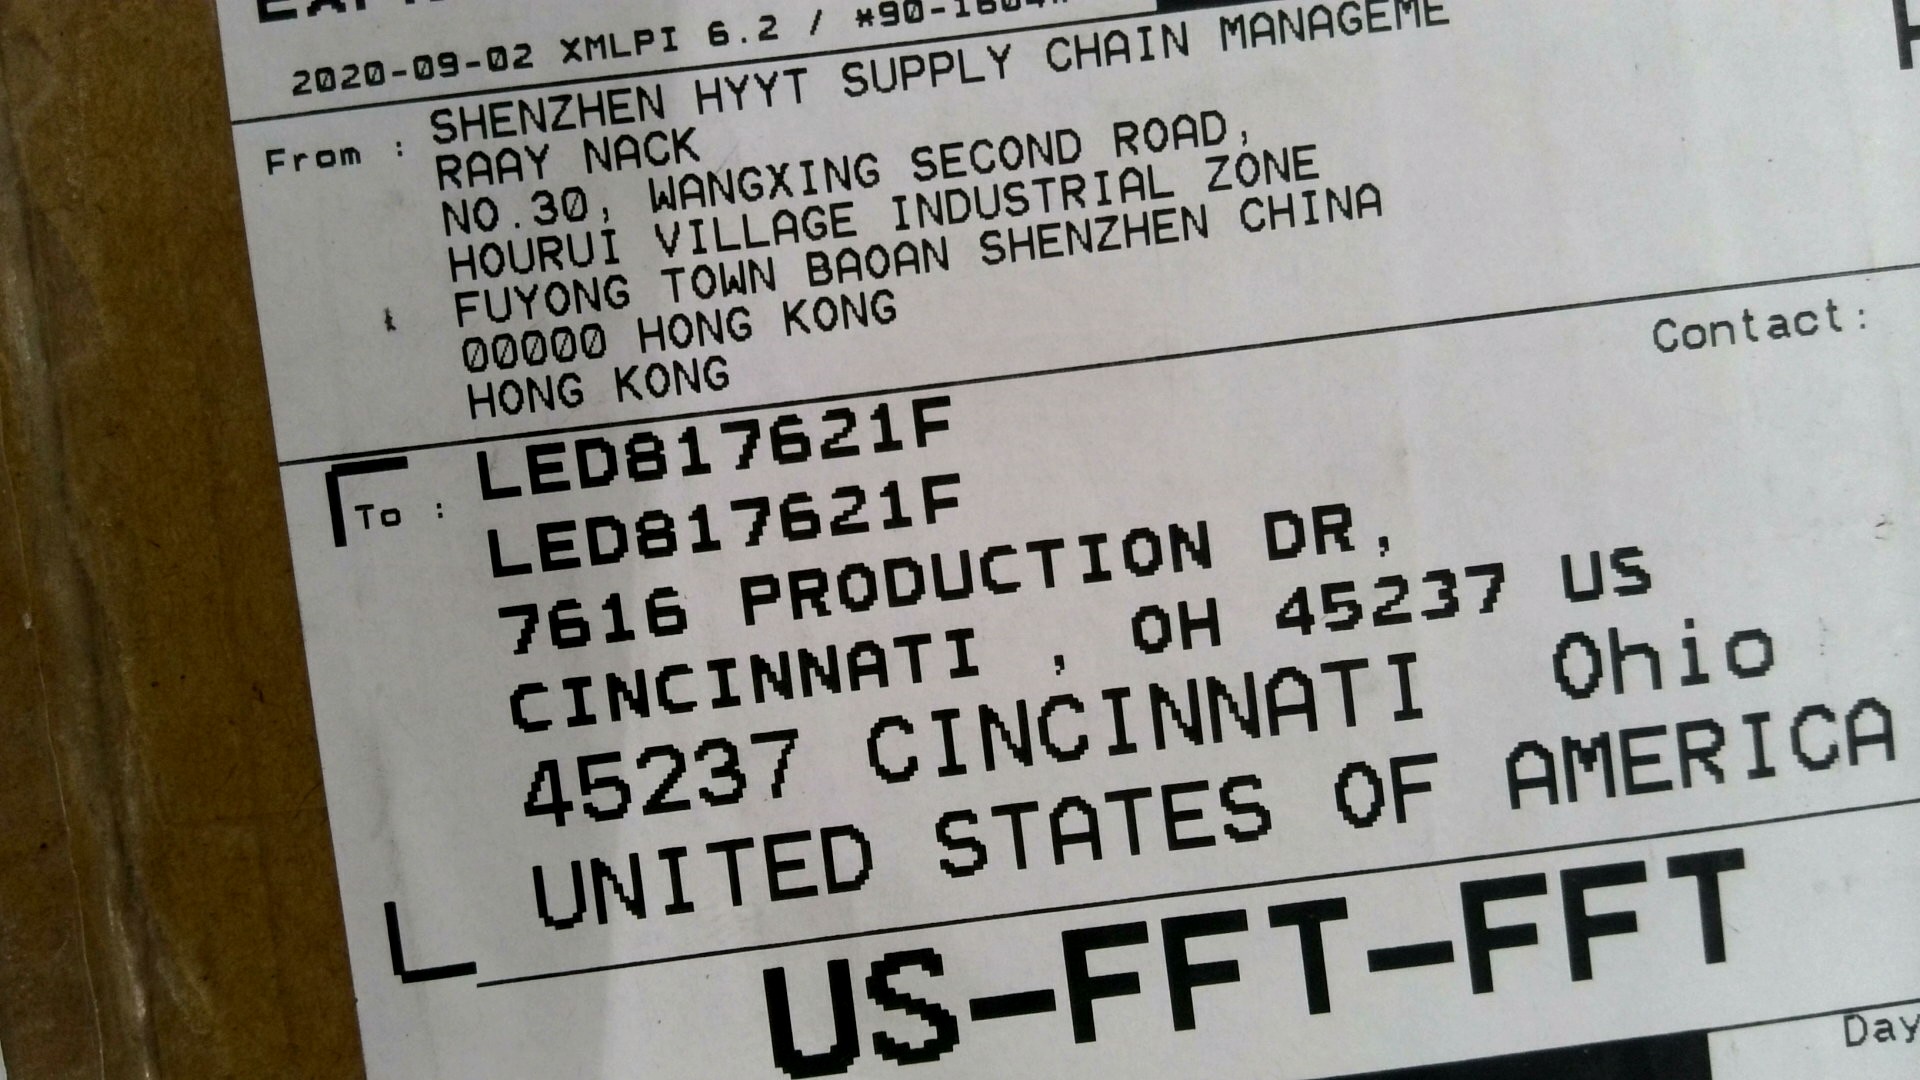 2020-09-02 XMLPI 6.2 / *90-1604*
From : SHENZHEN HYYT SUPPLY CHAIN MANAGEME
RAAY NACK
NO.30, WANGXING SECOND ROAD,
HOURUI VILLAGE INDUSTRIAL ZONE
FUYONG TOWN BAOAN SHENZHEN CHINA
00000 HONG KONG
HONG KONG
Contact:
To : LED817621F
LED817621F
7616 PRODUCTION DR,
CINCINNATI , OH 45237 US
45237 CINCINNATI Ohio
UNITED STATES OF AMERICA
US-FFT-FFT
Day